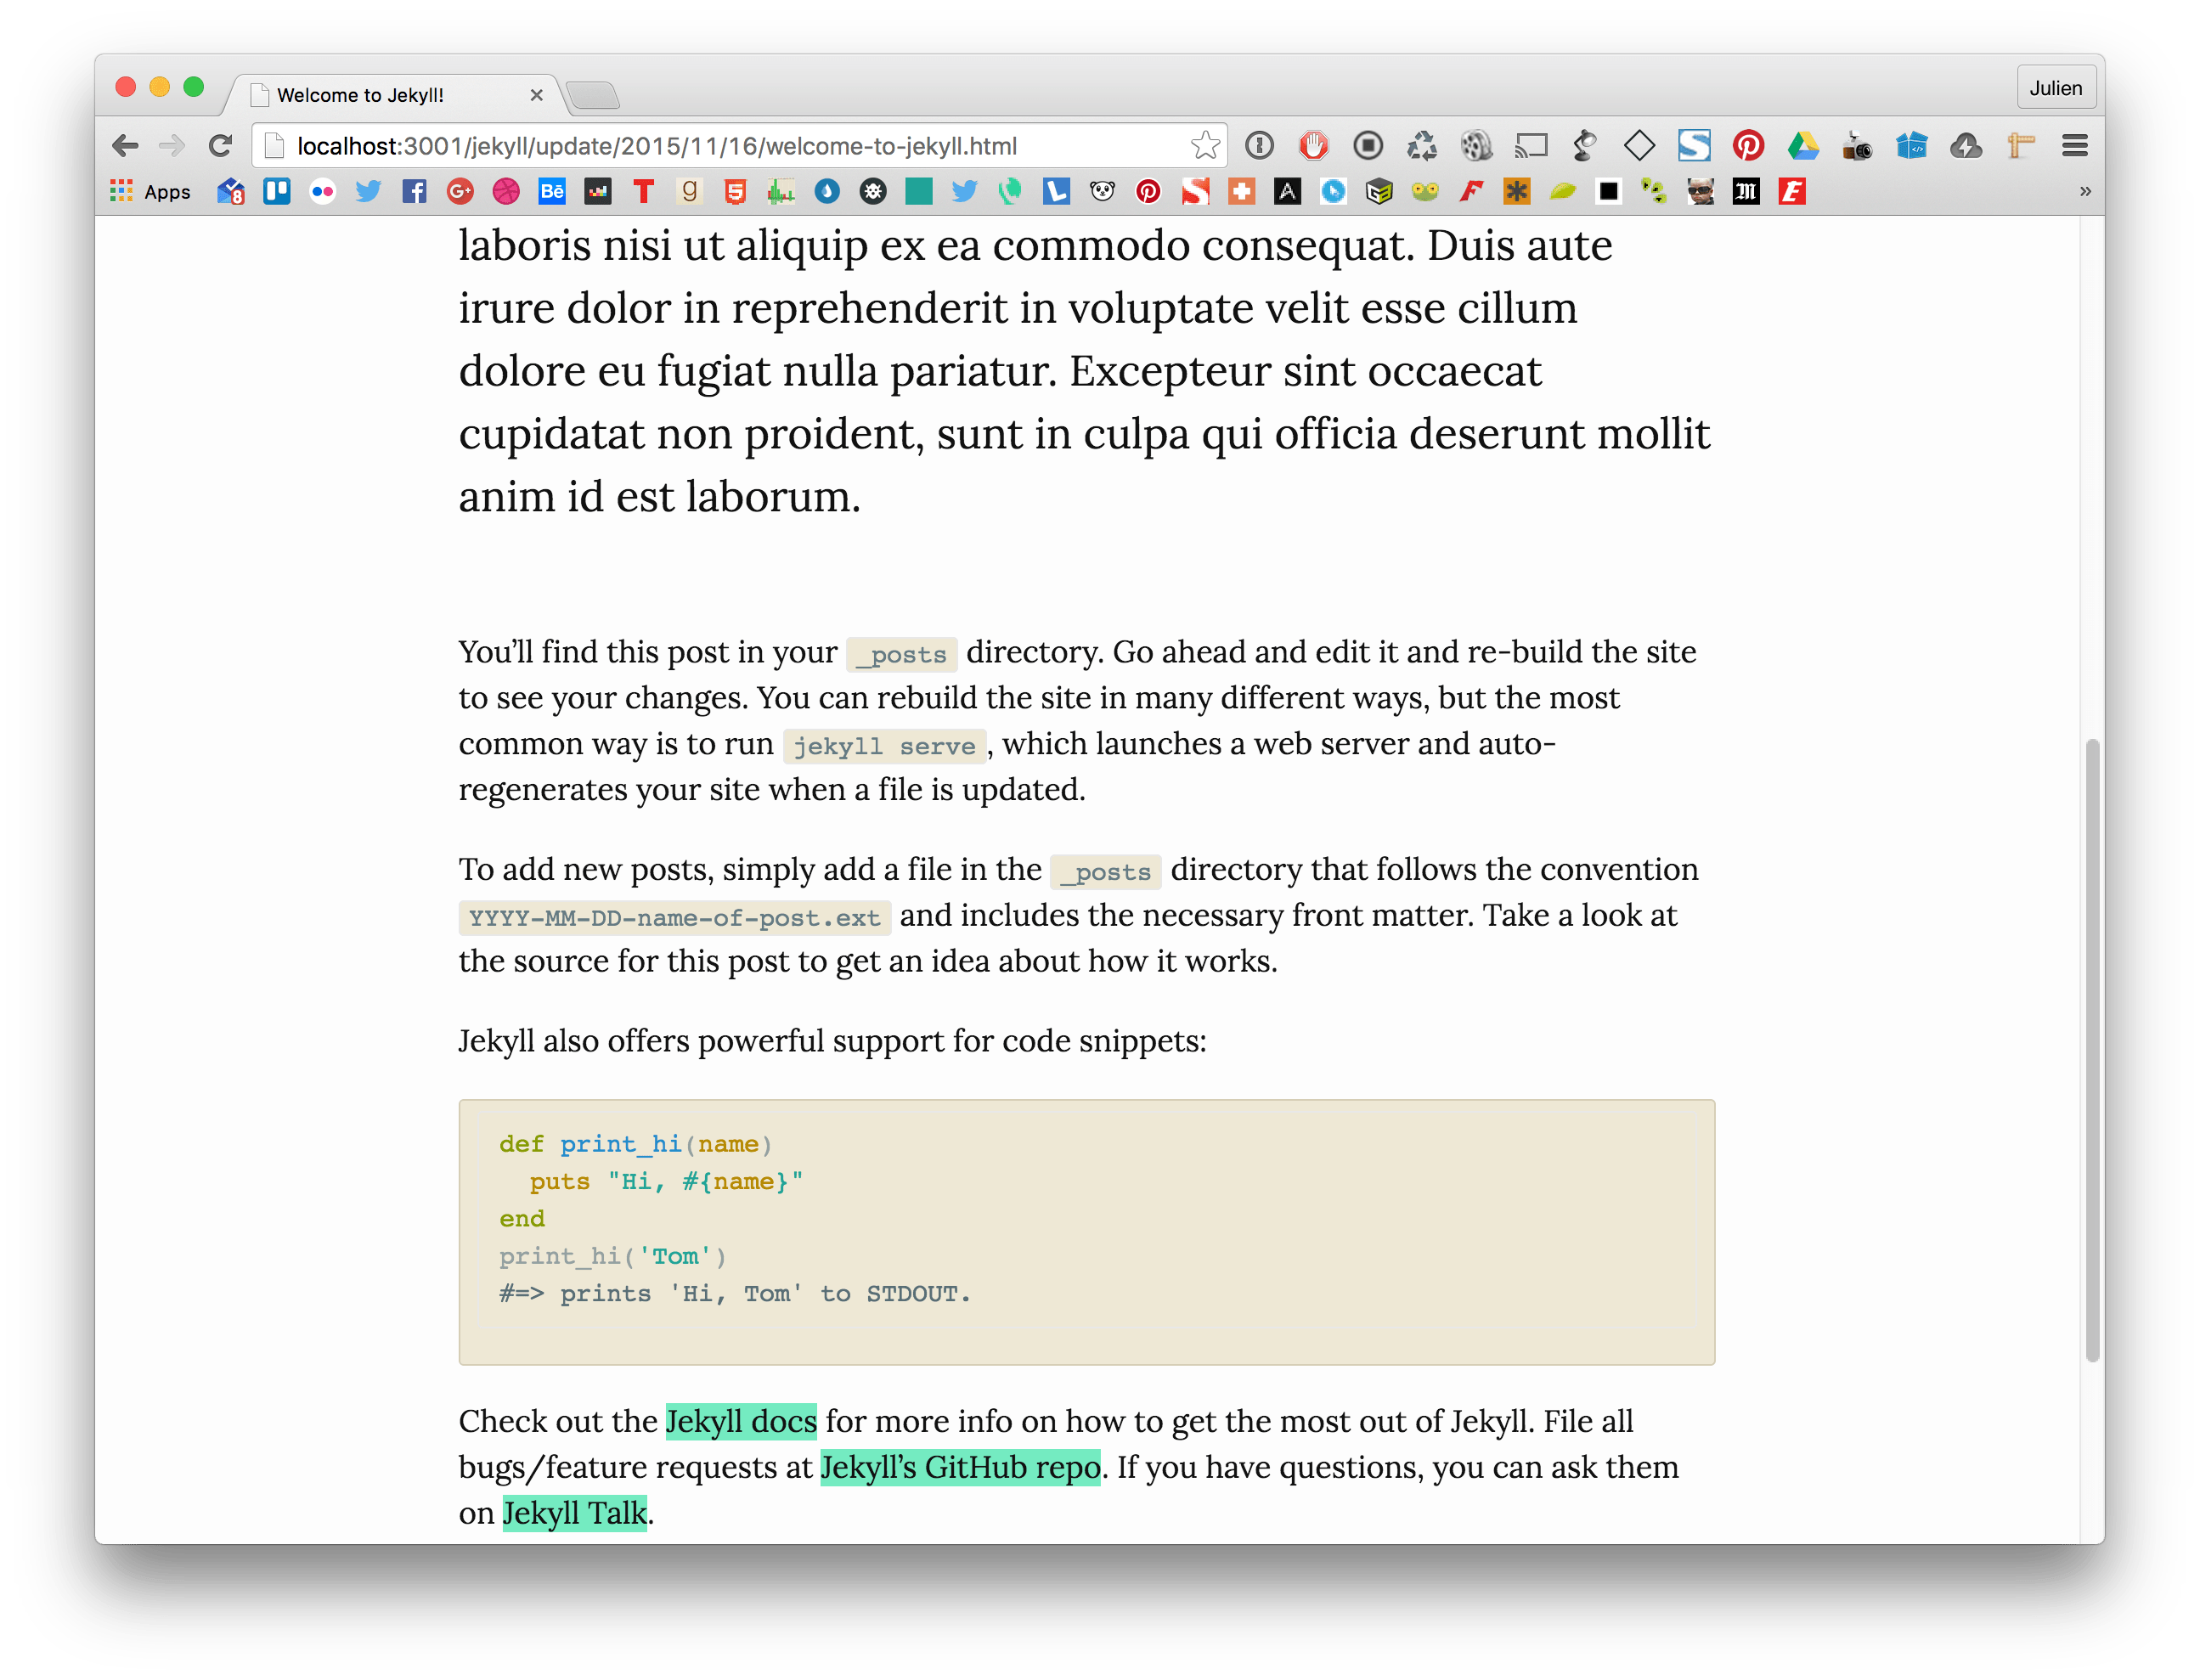 Welcome to Jekyll!
Julien
localhost:3001/jekyll/update/2015/11/16/welcome-to-jekyll.html
Apps
laboris nisi ut aliquip ex ea commodo consequat. Duis aute
irure dolor in reprehenderit in voluptate velit esse cillum
dolore eu fugiat nulla pariatur. Excepteur sint occaecat
cupidatat non proident, sunt in culpa qui officia deserunt mollit
anim id est laborum.
You’ll find this post in your _posts directory. Go ahead and edit it and re-build the site
to see your changes. You can rebuild the site in many different ways, but the most
common way is to run jekyll serve, which launches a web server and auto-
regenerates your site when a file is updated.
To add new posts, simply add a file in the _posts directory that follows the convention
YYYY-MM-DD-name-of-post.ext and includes the necessary front matter. Take a look at
the source for this post to get an idea about how it works.
Jekyll also offers powerful support for code snippets:
def print_hi(name)
  puts "Hi, #{name}"
end
print_hi('Tom')
#=> prints 'Hi, Tom' to STDOUT.
Check out the Jekyll docs for more info on how to get the most out of Jekyll. File all
bugs/feature requests at Jekyll’s GitHub repo. If you have questions, you can ask them
on Jekyll Talk.